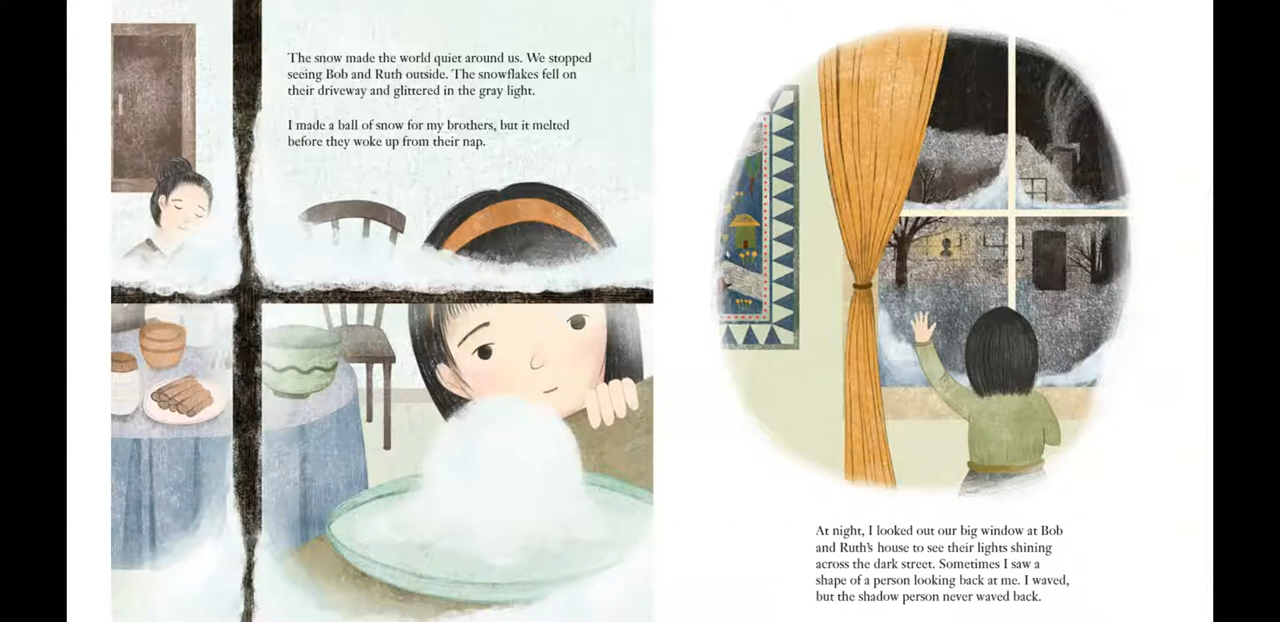 The snow made the world quiet around us. We stopped
seeing Bob and Ruth outside. The snowflakes fell on
their driveway and glittered in the gray light.
I made a ball of snow for my brothers, but it melted
before they woke up from their nap.
At night, I looked out our big window at Bob
and Ruth's house to see their lights shining
across the dark street. Sometimes I saw a
shape of a person looking back at me. I waved,
but the shadow person never waved back.